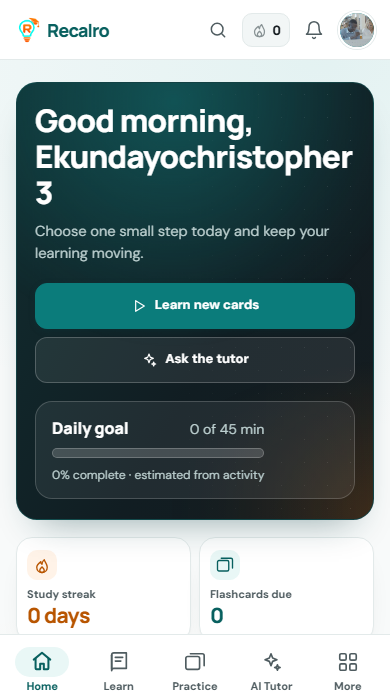 Recalro
0
Good morning,
Ekundayochristopher
3
Choose one small step today and keep your
learning moving.
Learn new cards
Ask the tutor
Daily goal 0 of 45 min
0% complete · estimated from activity
Study streak
0 days
Flashcards due
0
Home Learn Practice AI Tutor More